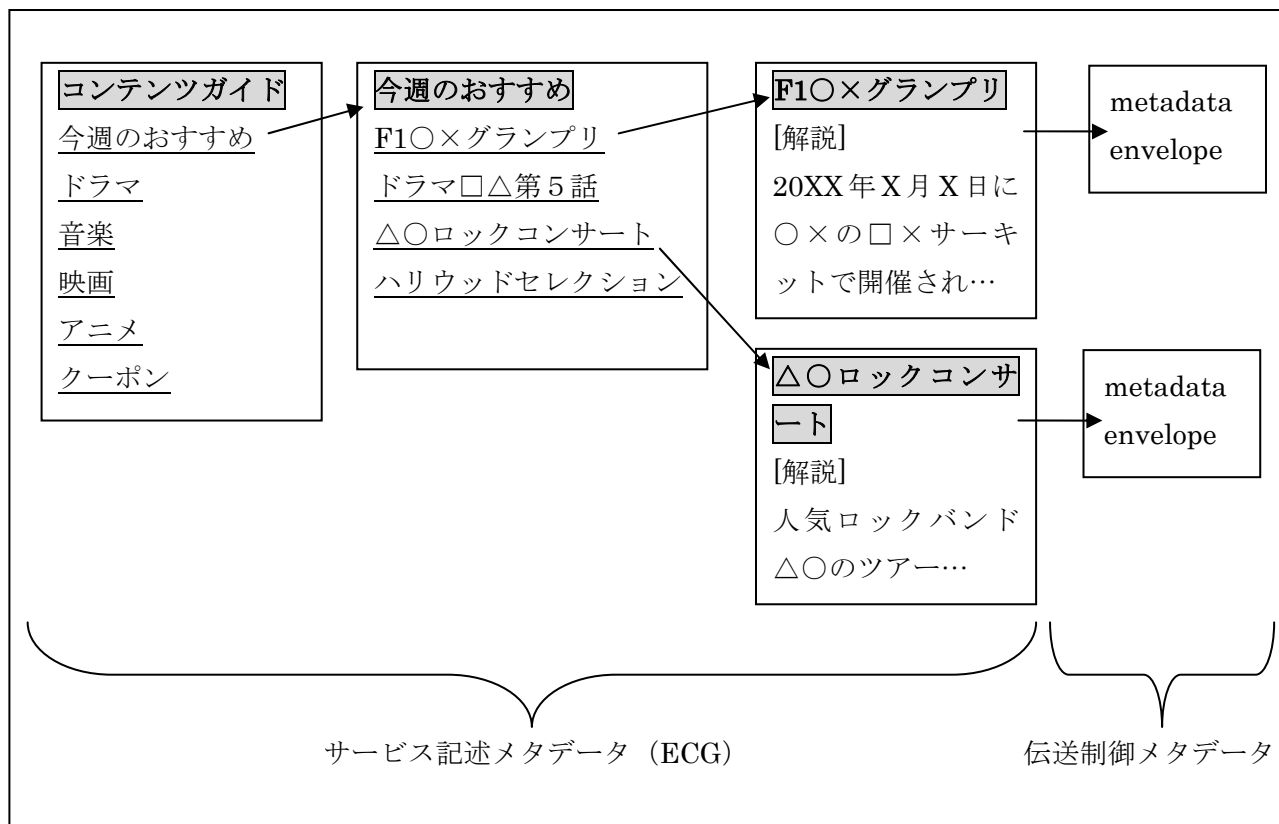 コンテンツガイド
今週のおすすめ
ドラマ
音楽
映画
アニメ
クーポン
今週のおすすめ
F1○×グランプリ
ドラマ□△第５話
△○ロックコンサート
ハリウッドセレクション
F1○×グランプリ
[解説]
20XX年X月X日に
○×の□×サーキ
ットで開催され…
metadata
envelope
△○ロックコンサ
ート
[解説]
人気ロックバンド
△○のツアー…
metadata
envelope
サービス記述メタデータ（ECG）
伝送制御メタデータ